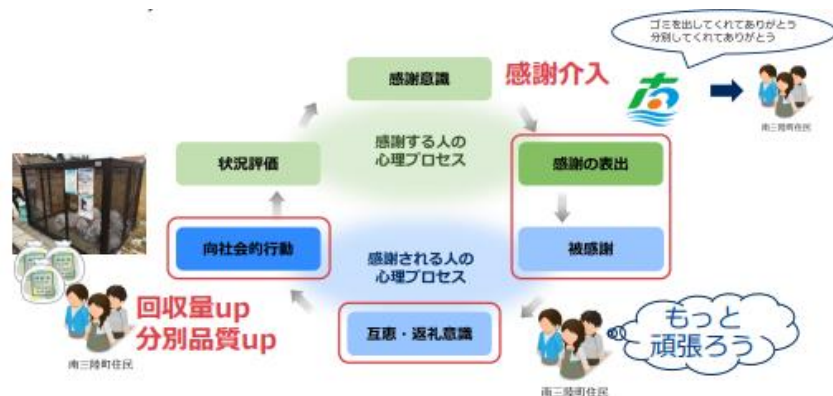 ゴミを出してくれてありがとう
分別してくれてありがとう
感謝意識
感謝介入
南三陸町住民
状況評価
感謝する人の
心理プロセス
感謝の表出
向社会的行動
感謝される人の
心理プロセス
被感謝
回収量up
分別品質up
互恵・返礼意識
もっと
頑張ろう
南三陸町住民
南三陸町住民